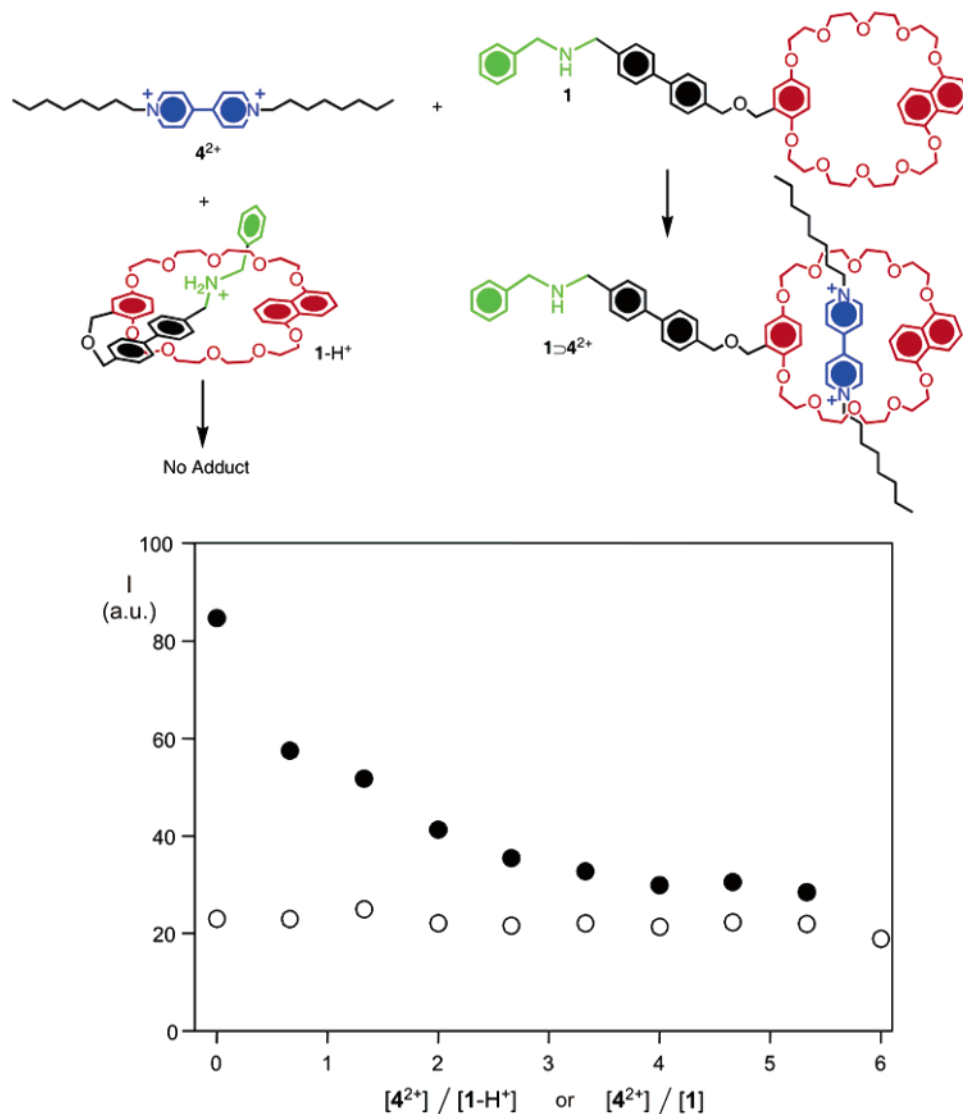 O O O
N
H
1
O O
O
O O
O O O
+
N
+
N
4²⁺
+
+
H₂N
+
O O O
O O
O
O O
O O O
1-H⁺
No Adduct
N
H
O
1⊃4²⁺
O O O
O O
+
N
N
+
O O
O O O
100
80
60
40
20
0
I
(a.u.)
0 1 2 3 4 5 6
[4²⁺] / [1-H⁺] or [4²⁺] / [1]